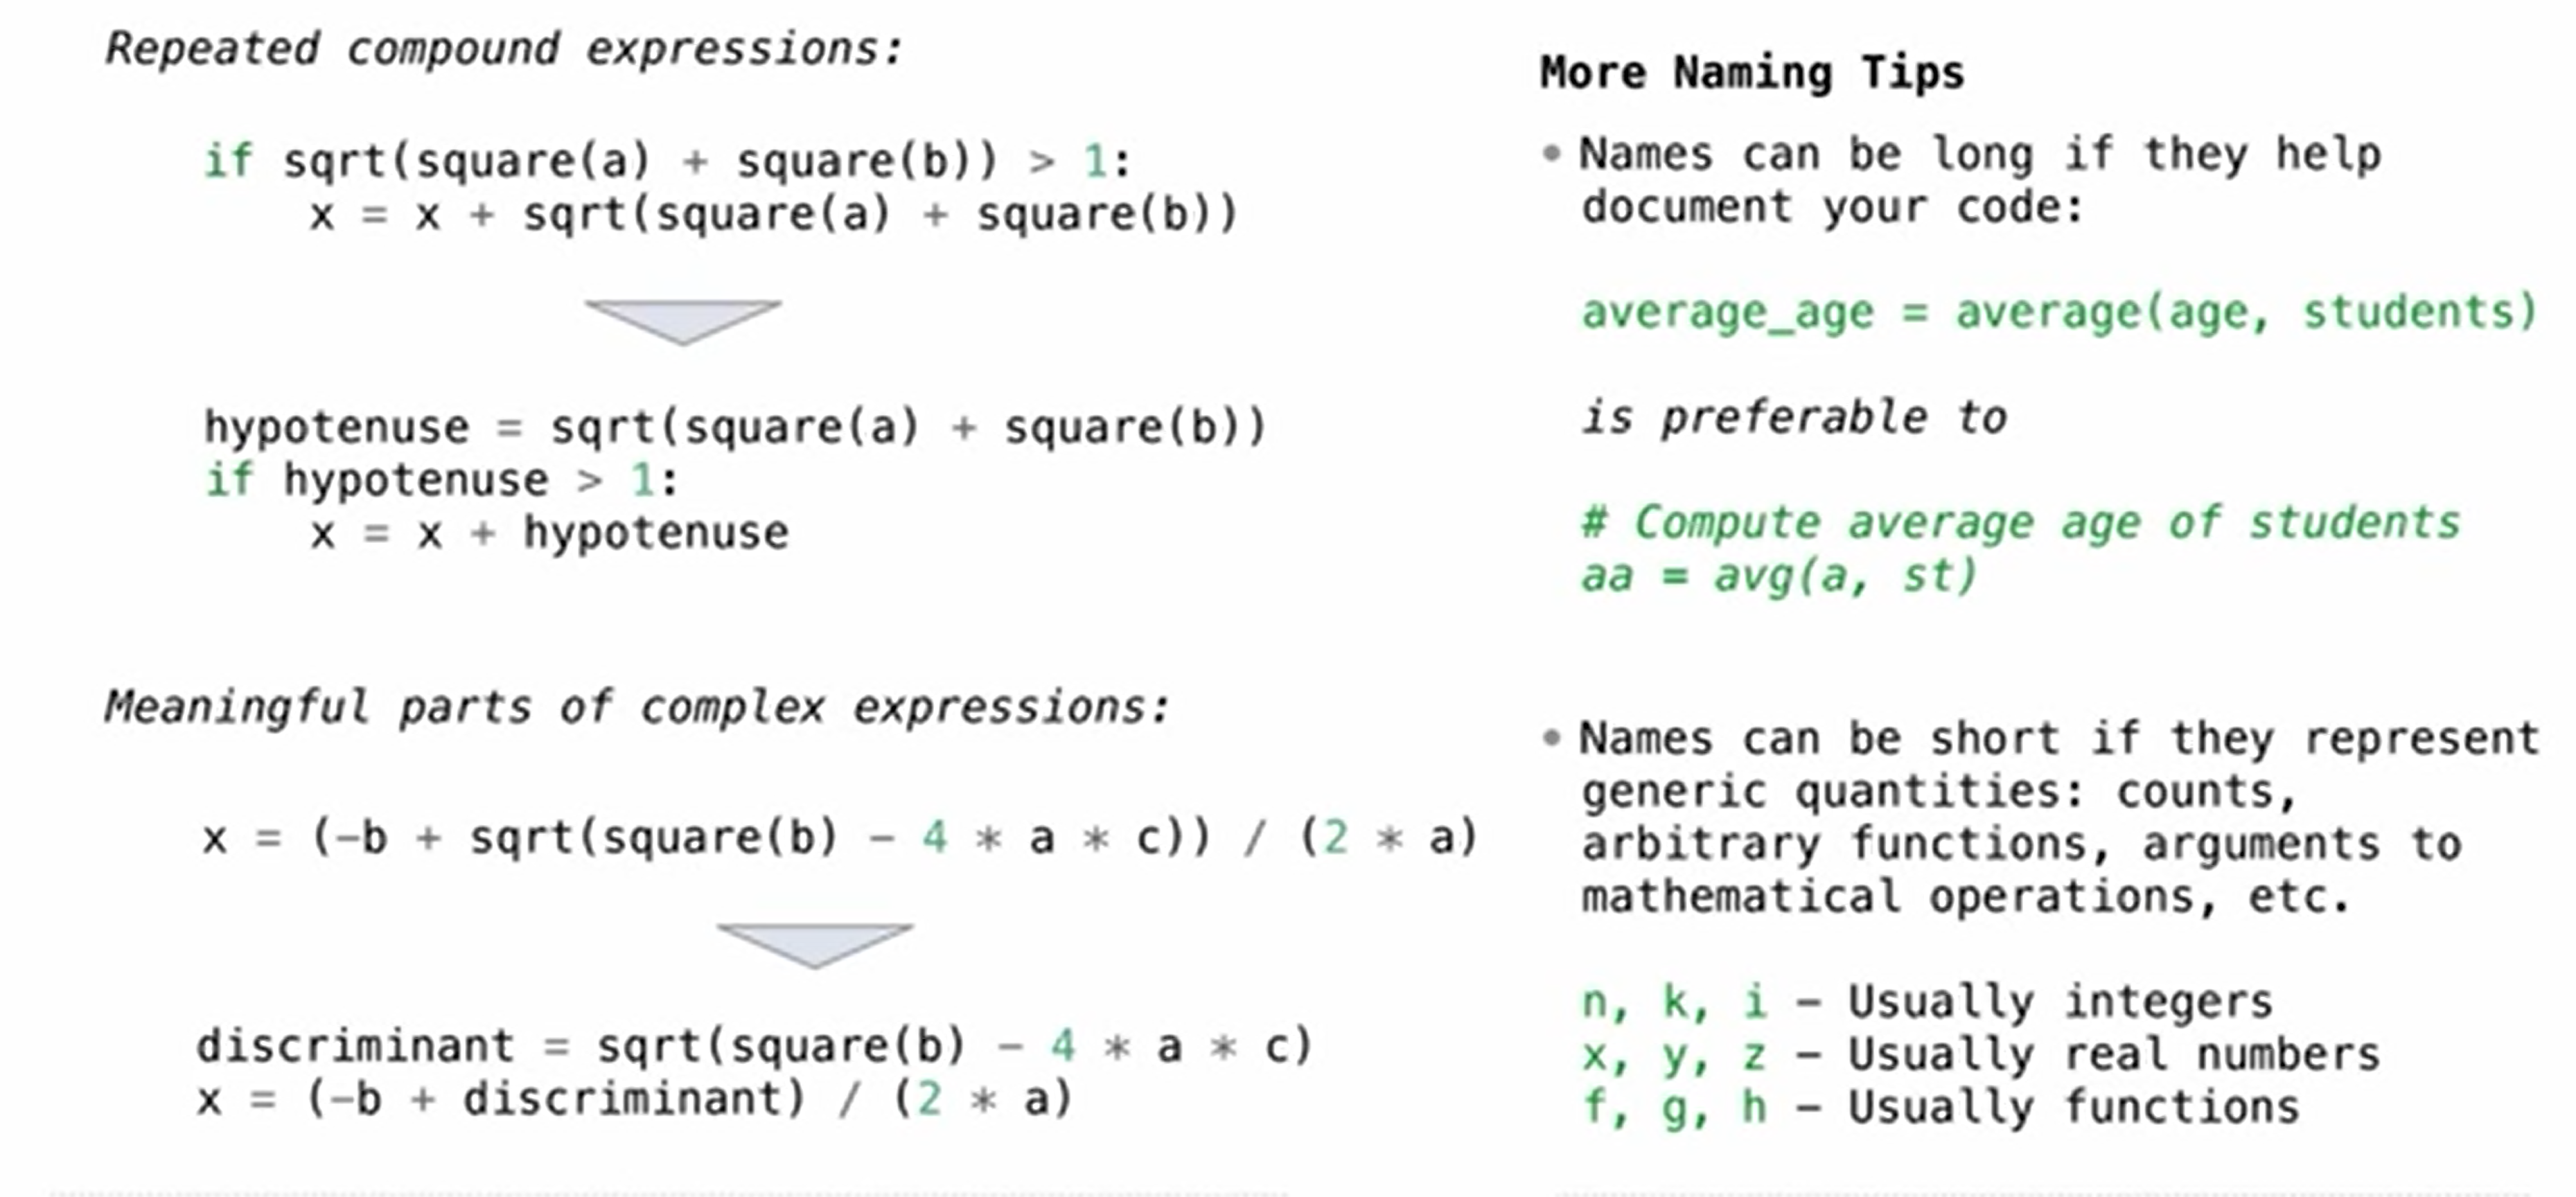 Repeated compound expressions:
if sqrt(square(a) + square(b)) > 1:
    x = x + sqrt(square(a) + square(b))
hypotenuse = sqrt(square(a) + square(b))
if hypotenuse > 1:
    x = x + hypotenuse
Meaningful parts of complex expressions:
x = (-b + sqrt(square(b) - 4 * a * c)) / (2 * a)
discriminant = sqrt(square(b) - 4 * a * c)
x = (-b + discriminant) / (2 * a)
More Naming Tips
• Names can be long if they help
document your code:
average_age = average(age, students)
is preferable to
# Compute average age of students
aa = avg(a, st)
• Names can be short if they represent
generic quantities: counts,
arbitrary functions, arguments to
mathematical operations, etc.
n, k, i – Usually integers
x, y, z – Usually real numbers
f, g, h – Usually functions